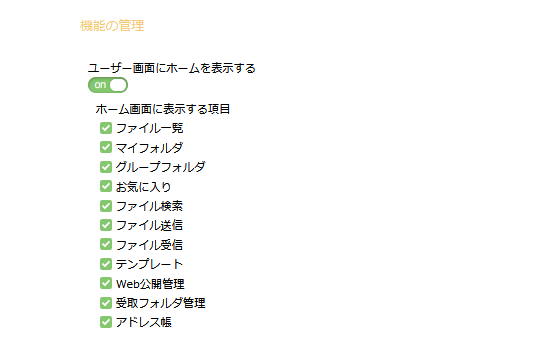 機能の管理
ユーザー画面にホームを表示する
on
ホーム画面に表示する項目
ファイル一覧
マイフォルダ
グループフォルダ
お気に入り
ファイル検索
ファイル送信
ファイル受信
テンプレート
Web公開管理
受取フォルダ管理
アドレス帳